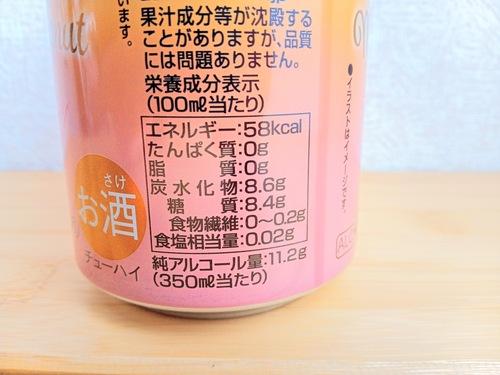 います。
果汁成分等が沈殿する
ことがありますが、品質
には問題ありません。
栄養成分表示
(100ml当たり)
エネルギー:58kcal
たんぱく質:0g
脂質:0g
炭水化物:8.6g
糖質:8.4g
食物繊維:0〜0.2g
食塩相当量:0.02g
純アルコール量:11.2g
(350ml当たり)
さけ
お酒
チューハイ
●イラストはイメージです。